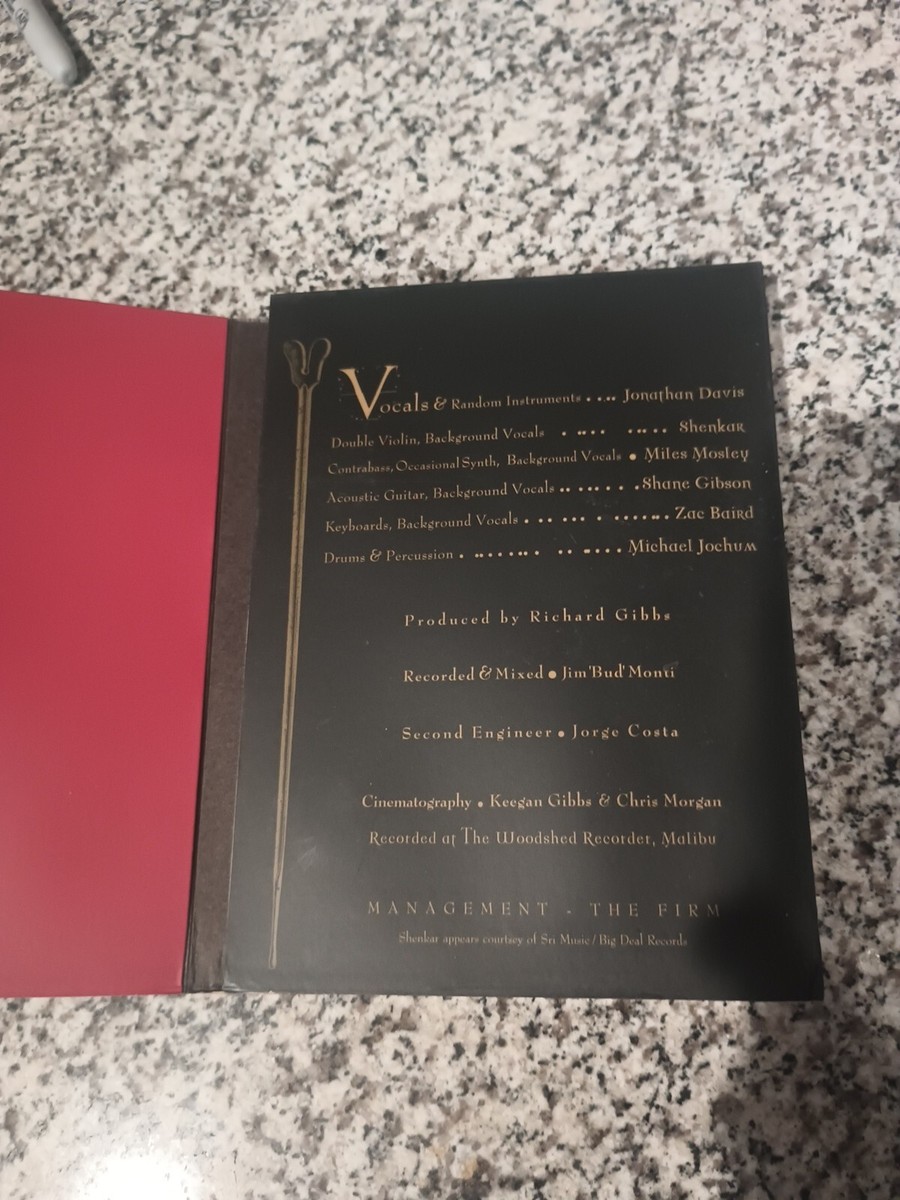 Vocals & Random Instruments .... Jonathan Davis
Double Violin, Background Vocals . ... .... Shenkar
Contrabass, Occasional Synth, Background Vocals • Miles Mosley
Acoustic Guitar, Background Vocals ........ Shane Gibson
Keyboards, Background Vocals . .. ... . ....... Zac Baird
Drums & Percussion . ....... .. ..... Michael Jochum
Produced by Richard Gibbs
Recorded & Mixed • Jim 'Bud' Monti
Second Engineer • Jorge Costa
Cinematography • Keegan Gibbs & Chris Morgan
Recorded at The Woodshed Recorder, Malibu
MANAGEMENT - THE FIRM
Shenkar appears courtsey of Sri Music / Big Deal Records